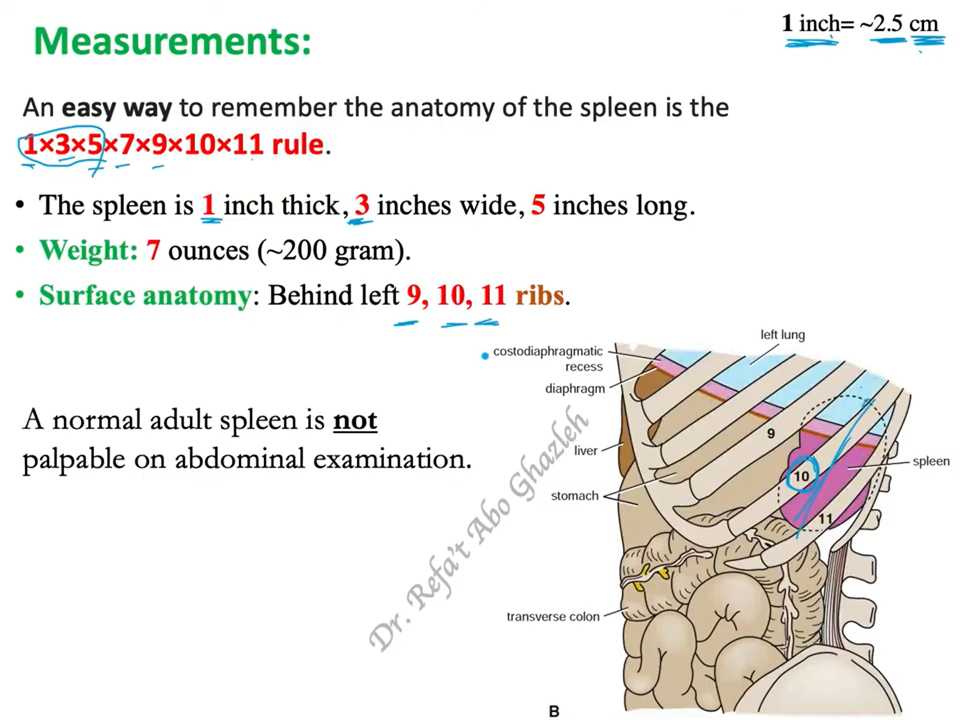 Measurements:
1 inch= ~2.5 cm
An easy way to remember the anatomy of the spleen is the
1×3×5×7×9×10×11 rule.
• The spleen is 1 inch thick, 3 inches wide, 5 inches long.
• Weight: 7 ounces (~200 gram).
• Surface anatomy: Behind left 9, 10, 11 ribs.
A normal adult spleen is not
palpable on abdominal examination.
left lung
costodiaphragmatic
recess
diaphragm
9
liver
spleen
10
stomach
11
transverse colon
B
Dr. Refa't Abo Ghazleh